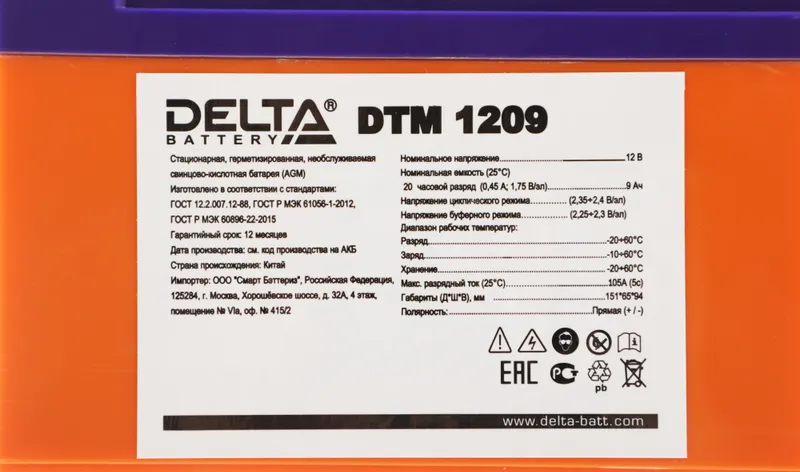 DELTA® DTM 1209
BATTERY
Стационарная, герметизированная, необслуживаемая
свинцово-кислотная батарея (AGM)
Изготовлено в соответствии с стандартами:
ГОСТ 12.2.007.12-88, ГОСТ Р МЭК 61056-1-2012,
ГОСТ Р МЭК 60896-22-2015
Гарантийный срок: 12 месяцев
Дата производства: см. код производства на АКБ
Страна происхождения: Китай
Импортер: ООО "Смарт Бэттериз", Российская Федерация,
125284, г. Москва, Хорошёвское шоссе, д. 32А, 4 этаж,
помещение № VIa, оф. № 415/2
Номинальное напряжение 12 В
Номинальная емкость (25°С)
20 часовой разряд (0,45 А; 1,75 В/эл) 9 Ач
Напряжение циклического режима (2,35÷2,4 В/эл)
Напряжение буферного режима (2,25÷2,3 В/эл)
Диапазон рабочих температур:
Разряд -20+60°С
Заряд -10+60°С
Хранение -20+60°С
Макс. разрядный ток (25°С) 105А (5с)
Габариты (Д*Ш*В), мм 151*65*94
Полярность: Прямая (+ / -)
EAC
pb
www.delta-batt.com